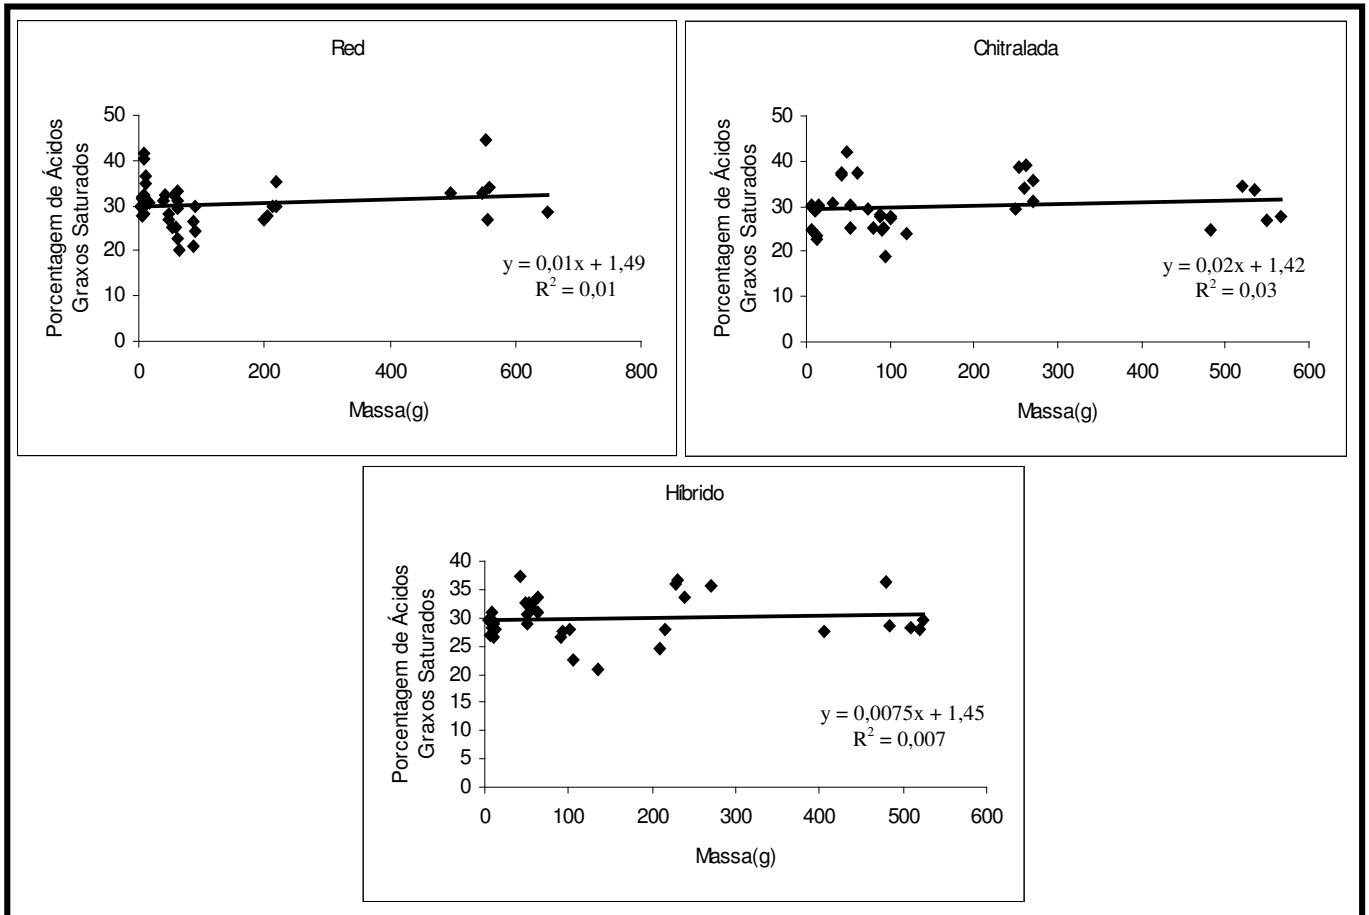 Red
Porcentagem de Ácidos
Graxos Saturados
50
40
30
20
10
0
0 200 400 600 800
Massa(g)
y = 0,01x + 1,49
R² = 0,01
Chitralada
Porcentagem de Ácidos
Graxos Saturados
50
40
30
20
10
0
0 100 200 300 400 500 600
Massa(g)
y = 0,02x + 1,42
R² = 0,03
Híbrido
Porcentagem de Ácidos
Graxos Saturados
40
35
30
25
20
15
10
5
0
0 100 200 300 400 500 600
Massa(g)
y = 0,0075x + 1,45
R² = 0,007